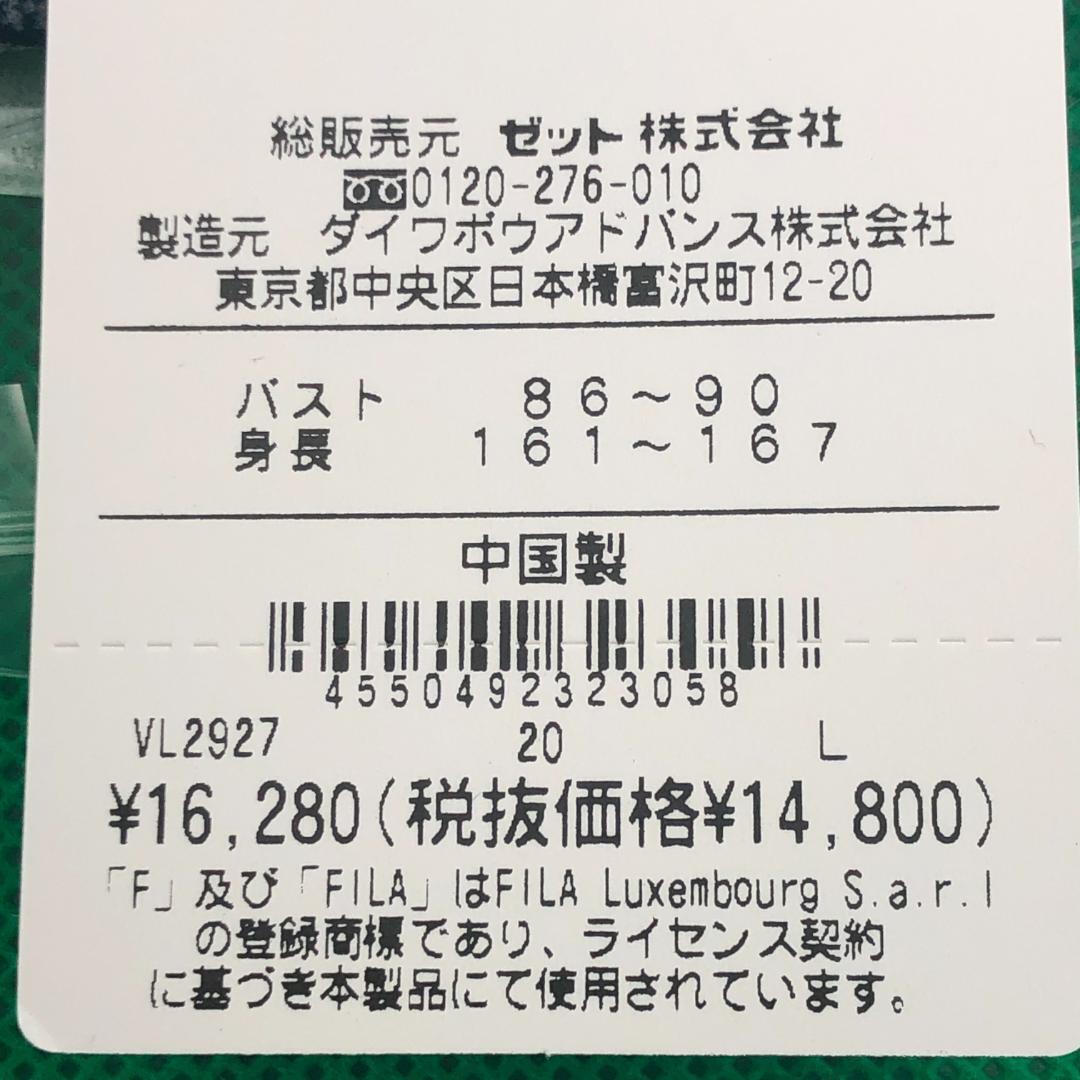 総販売元 ゼット株式会社
0120-276-010
製造元 ダイワボウアドバンス株式会社
東京都中央区日本橋富沢町12-20
バスト 86~90
身長 161~167
中国製
4550492323058
VL2927 20 L
¥16,280(税抜価格¥14,800)
「F」及び「FILA」はFILA Luxembourg S.a.r.l
の登録商標であり、ライセンス契約
に基づき本製品にて使用されています。